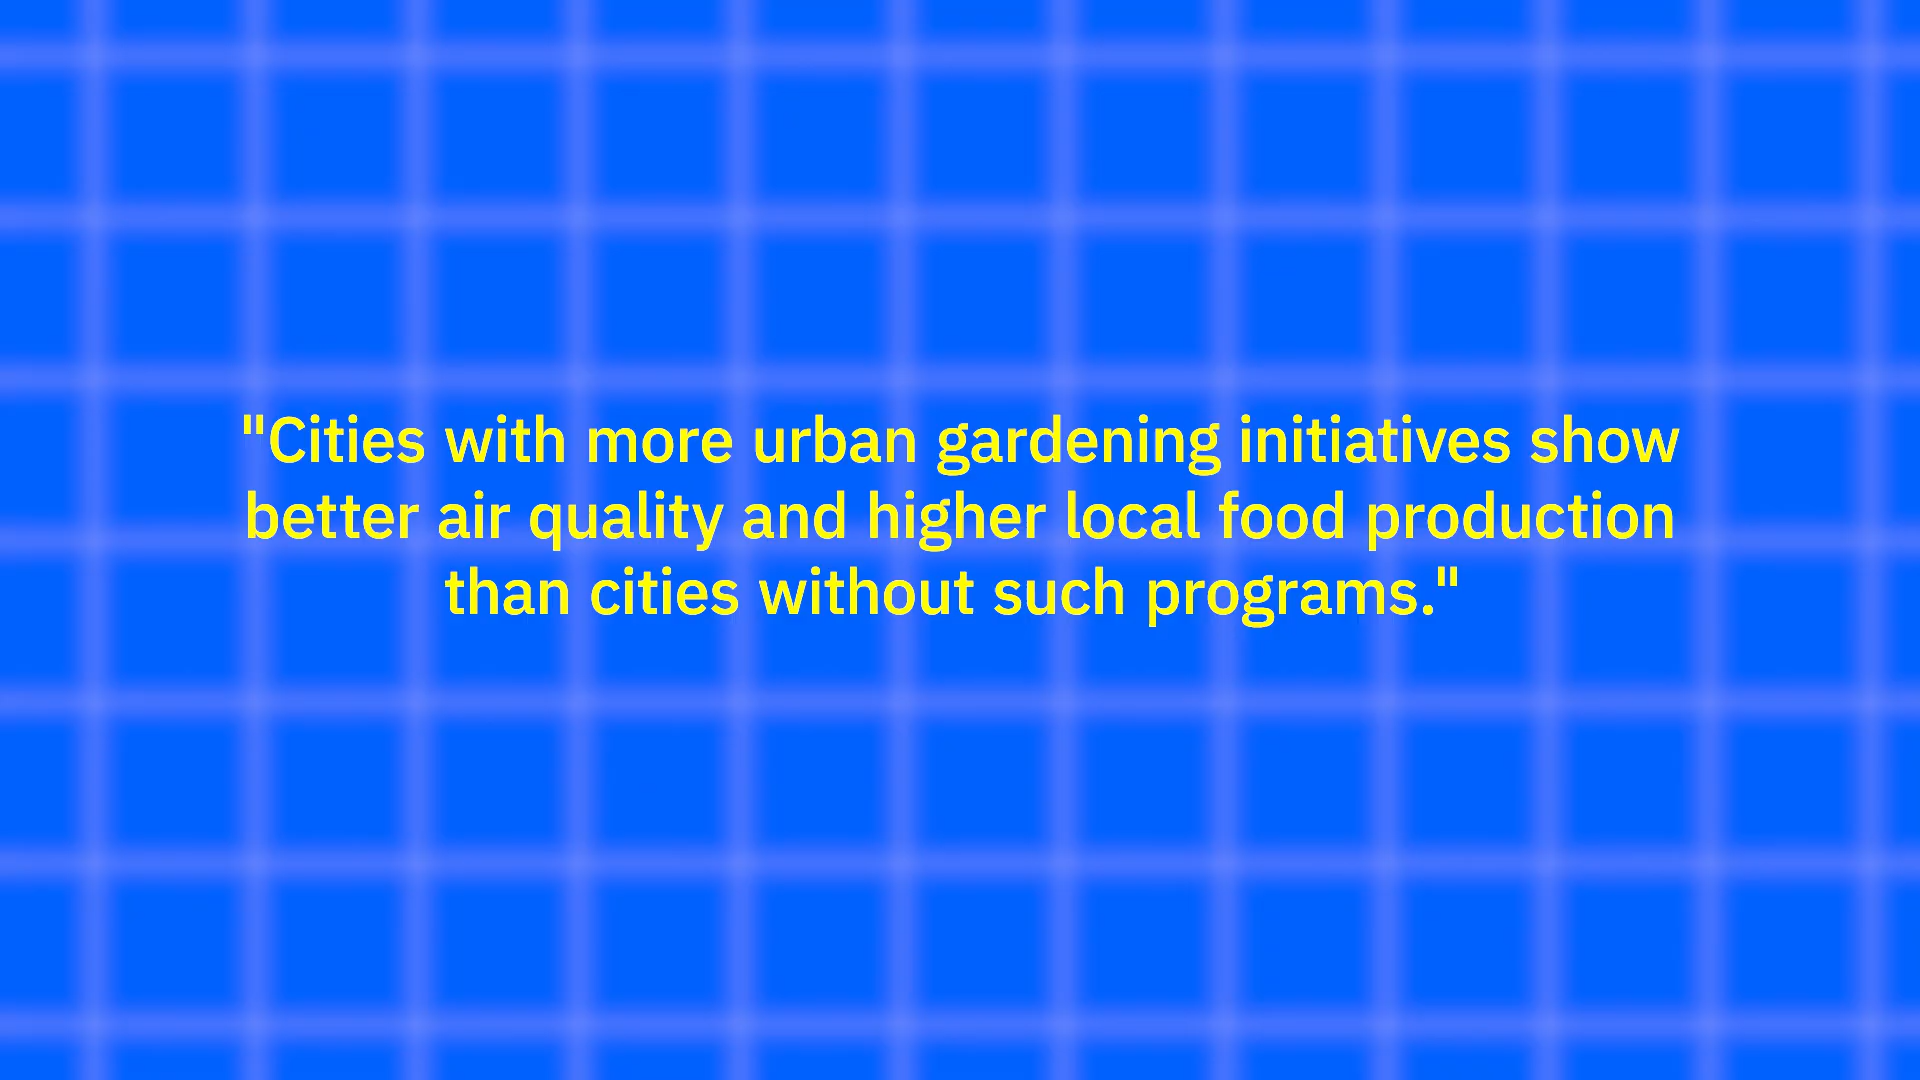 "Cities with more urban gardening initiatives show
better air quality and higher local food production
than cities without such programs."